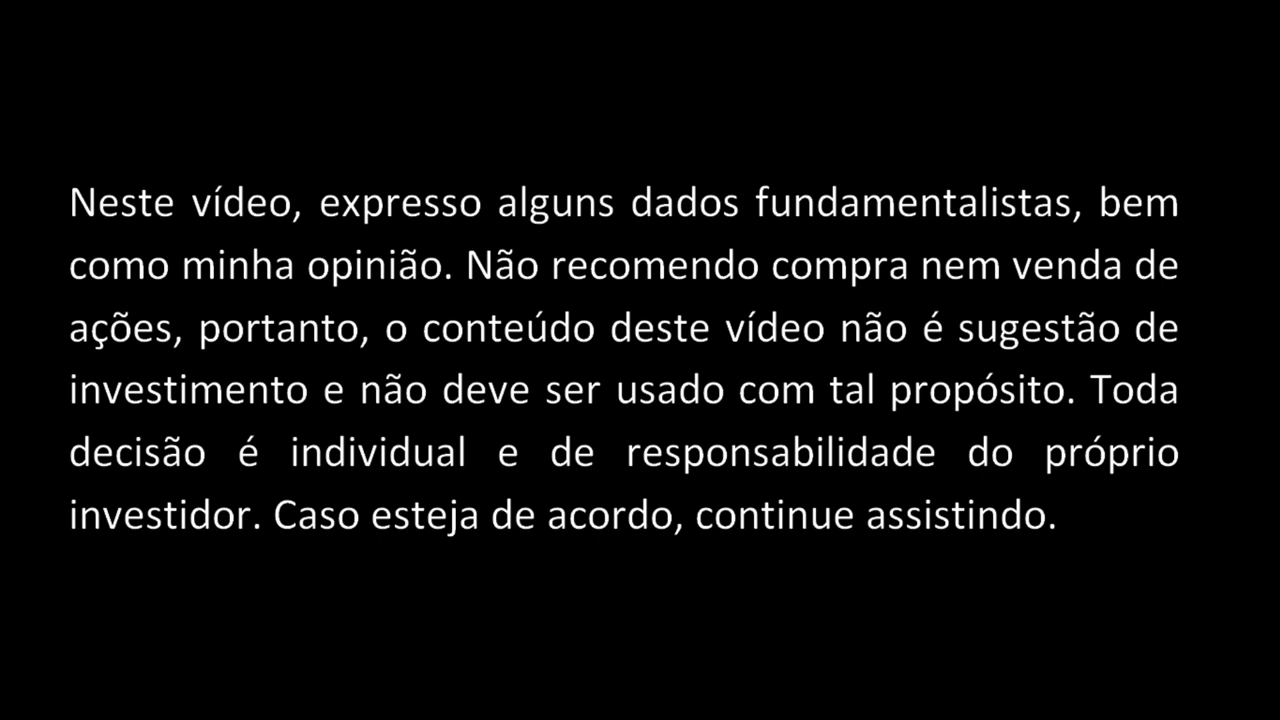 Neste vídeo, expresso alguns dados fundamentalistas, bem
como minha opinião. Não recomendo compra nem venda de
ações, portanto, o conteúdo deste vídeo não é sugestão de
investimento e não deve ser usado com tal propósito. Toda
decisão é individual e de responsabilidade do próprio
investidor. Caso esteja de acordo, continue assistindo.